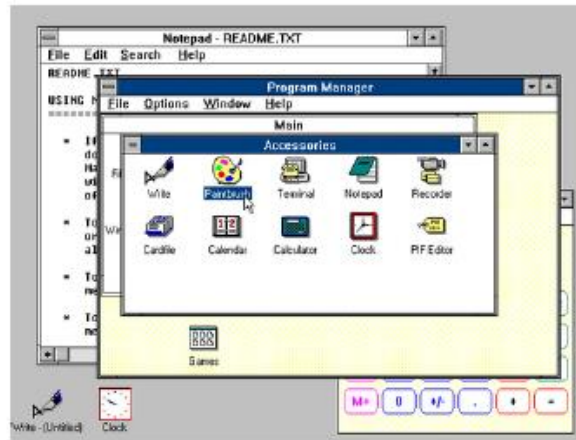 Notepad - README.TXT
File Edit Search Help
README.TXT
USING
Program Manager
File Options Window Help
Main
Accessories
Write Paintbrush Terminal Notepad Recorder
Cardfile Calendar Calculator Clock PIF Editor
Games
M+ 0 +/- . + =
Write - (Untitled) Clock